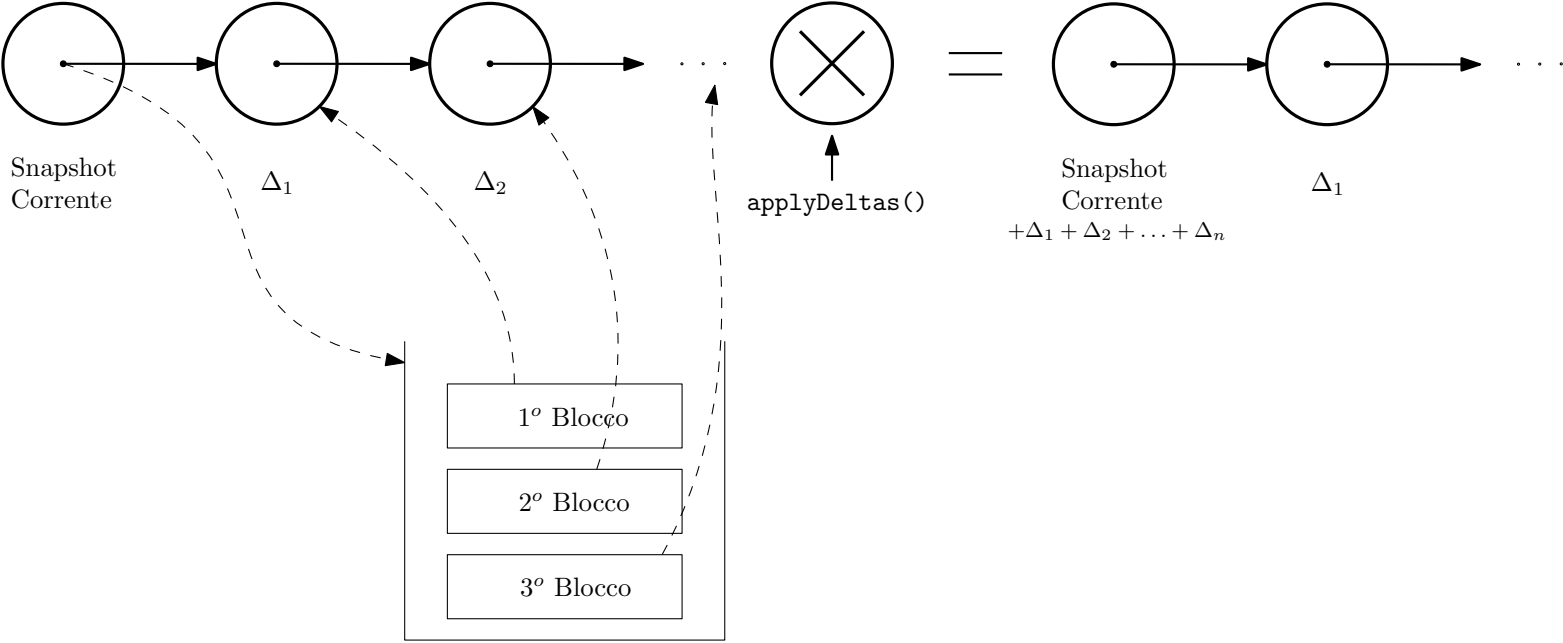 Snapshot
Corrente
Δ₁
Δ₂
. . .
applyDeltas()
=
Snapshot
Corrente
+Δ₁ + Δ₂ + … + Δₙ
Δ₁
. . .
1º Blocco
2º Blocco
3º Blocco